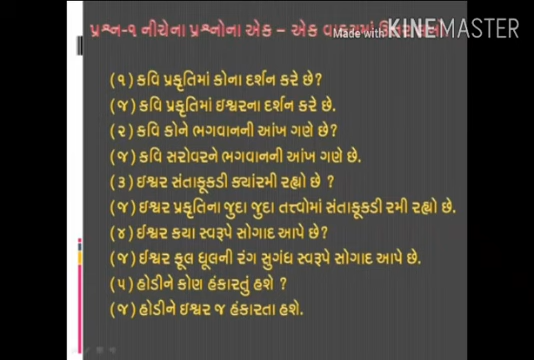 પ્રશ્ન-૧ નીચેના પ્રશ્નોના એક – એક વાક્યમાં
Made with KINEMASTER
(૧) કવિ પ્રકૃતિમાં કોના દર્શન કરે છે?
(જ) કવિ પ્રકૃતિમાં ઇશ્વરના દર્શન કરે છે.
(૨) કવિ કોને ભગવાનની આંખ ગણે છે?
(જ) કવિ સરોવરને ભગવાનની આંખ ગણે છે.
(૩) ઇશ્વર સંતાકૂકડી ક્યાંરમી રહ્યો છે ?
(જ) ઇશ્વર પ્રકૃતિના જુદા જુદા તત્ત્વોમાં સંતાકૂકડી રમી રહ્યો છે.
(૪) ઇશ્વર કયા સ્વરૂપે સોગાદ આપે છે?
(જ) ઇશ્વર ફૂલ ધૂલની રંગ સુગંધ સ્વરૂપે સોગાદ આપે છે.
(૫) હોડીને કોણ હંકારતું હશે ?
(જ) હોડીને ઇશ્વર જ હંકારતા હશે.